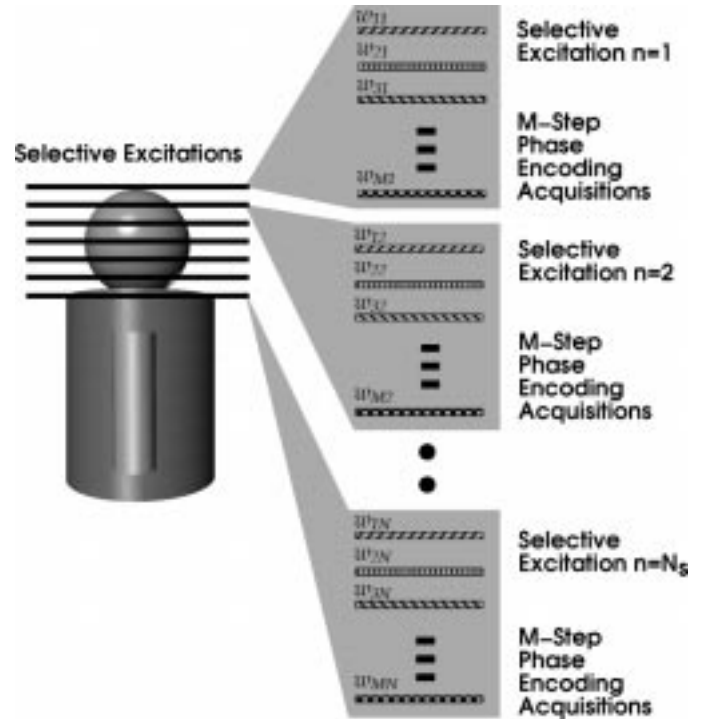 w11
Selective
Excitation n=1
w21
w31
M-Step
Phase
Encoding
Acquisitions
wM1
Selective Excitations
w12
Selective
Excitation n=2
w22
w32
M-Step
Phase
Encoding
Acquisitions
wM2
w1N
Selective
Excitation n=Ns
w2N
w3N
M-Step
Phase
Encoding
Acquisitions
wMN